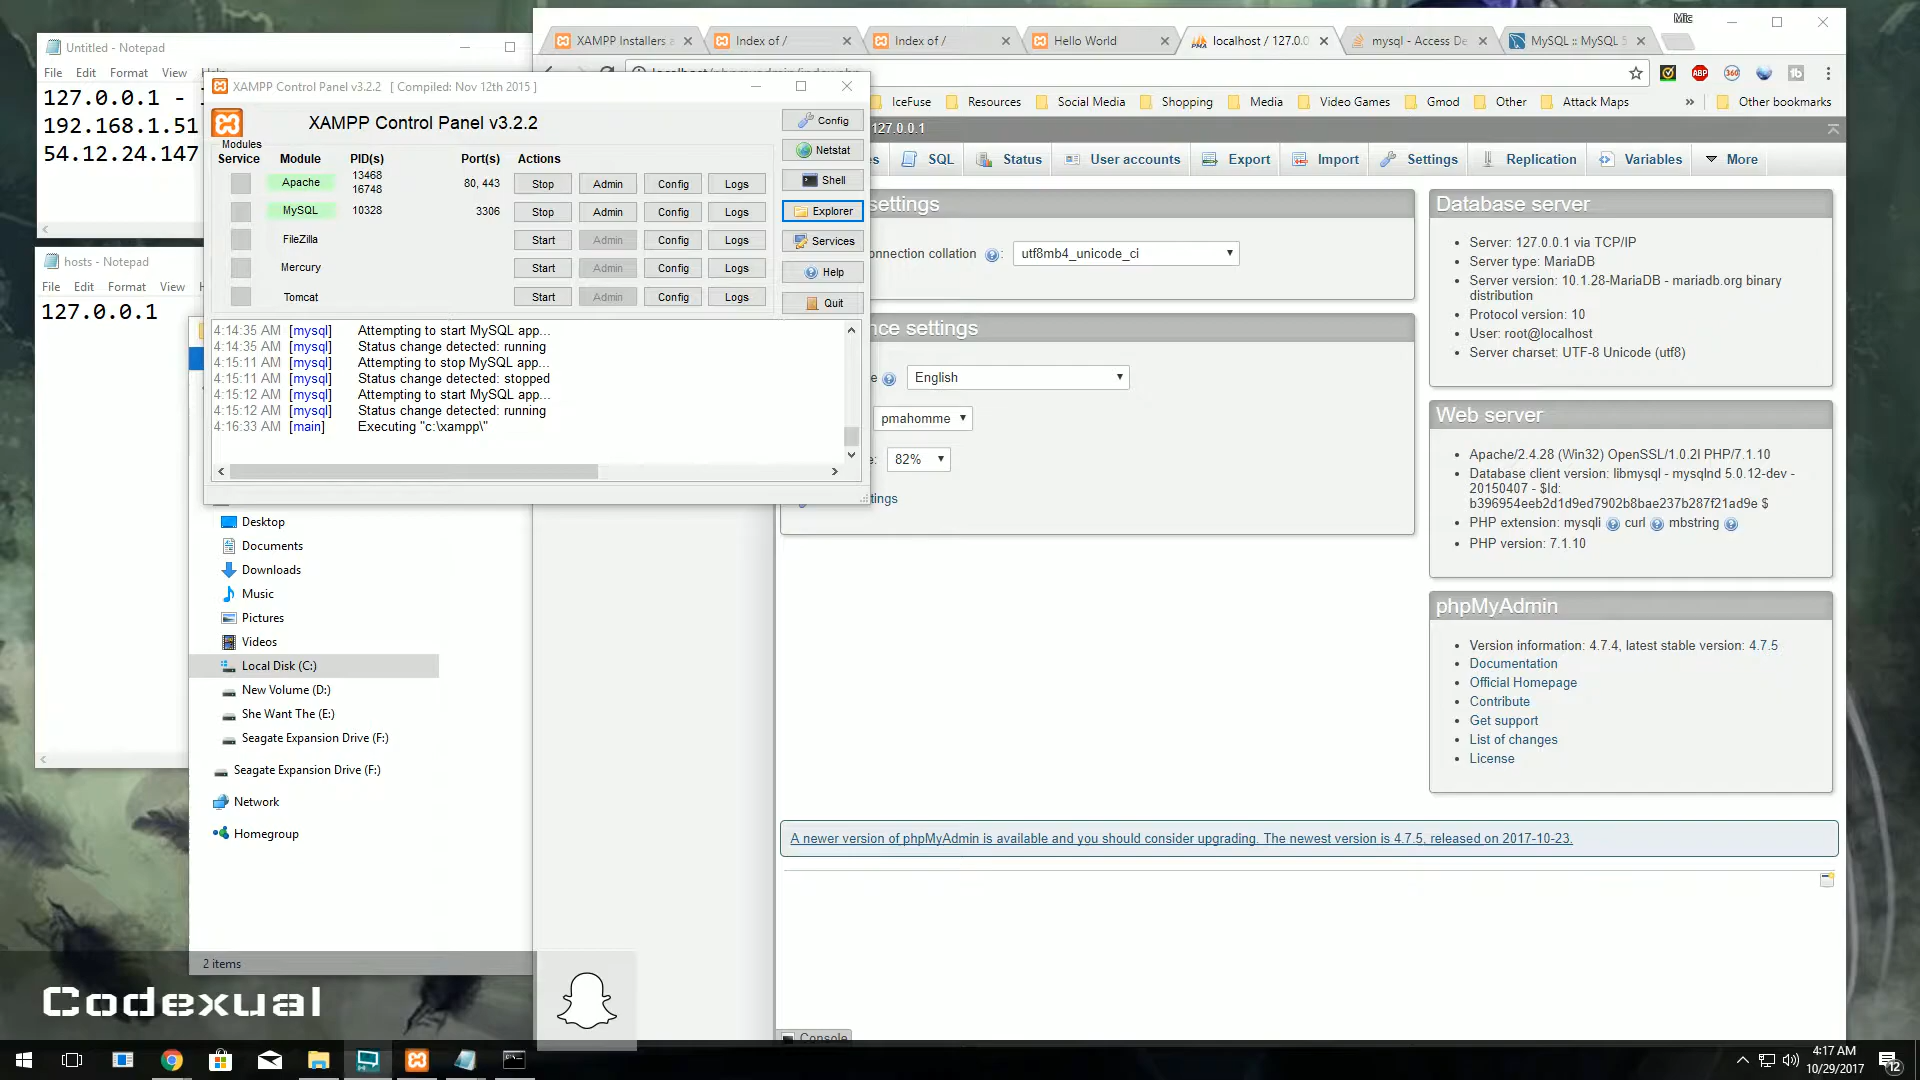 Untitled - Notepad
File Edit Format View
127.0.0.1 -
192.168.1.51
54.12.24.147
hosts - Notepad
File Edit Format View
127.0.0.1
XAMPP Control Panel v3.2.2 [ Compiled: Nov 12th 2015 ]
XAMPP Control Panel v3.2.2
Modules
Service Module PID(s) Port(s) Actions
Apache 13468 16748 80, 443 Stop Admin Config Logs
MySQL 10328 3306 Stop Admin Config Logs
FileZilla Start Admin Config Logs
Mercury Start Admin Config Logs
Tomcat Start Admin Config Logs
Config
Netstat
Shell
Explorer
Services
Help
Quit
4:14:35 AM [mysql] Attempting to start MySQL app...
4:14:35 AM [mysql] Status change detected: running
4:15:11 AM [mysql] Attempting to stop MySQL app...
4:15:11 AM [mysql] Status change detected: stopped
4:15:12 AM [mysql] Attempting to start MySQL app...
4:15:12 AM [mysql] Status change detected: running
4:16:33 AM [main] Executing "c:\xampp\"
Desktop
Documents
Downloads
Music
Pictures
Videos
Local Disk (C:)
New Volume (D:)
She Want The (E:)
Seagate Expansion Drive (F:)
Seagate Expansion Drive (F:)
Network
Homegroup
2 items
Mic
XAMPP Installers a
Index of /
Index of /
Hello World
localhost / 127.0.0
mysql - Access De
MySQL :: MySQL 5
ABP
360
IceFuse Resources Social Media Shopping Media Video Games Gmod Other Attack Maps » Other bookmarks
127.0.0.1
es SQL Status User accounts Export Import Settings Replication Variables More
settings
onnection collation : utf8mb4_unicode_ci
nce settings
e English
pmahomme
e: 82%
tings
Database server
Server: 127.0.0.1 via TCP/IP
Server type: MariaDB
Server version: 10.1.28-MariaDB - mariadb.org binary
distribution
Protocol version: 10
User: root@localhost
Server charset: UTF-8 Unicode (utf8)
Web server
Apache/2.4.28 (Win32) OpenSSL/1.0.2l PHP/7.1.10
Database client version: libmysql - mysqlnd 5.0.12-dev -
20150407 - $Id:
b396954eeb2d1d9ed7902b8bae237b287f21ad9e $
PHP extension: mysqli curl mbstring
PHP version: 7.1.10
phpMyAdmin
Version information: 4.7.4, latest stable version: 4.7.5
Documentation
Official Homepage
Contribute
Get support
List of changes
License
A newer version of phpMyAdmin is available and you should consider upgrading. The newest version is 4.7.5, released on 2017-10-23.
Console
Codexual
4:17 AM
10/29/2017
12